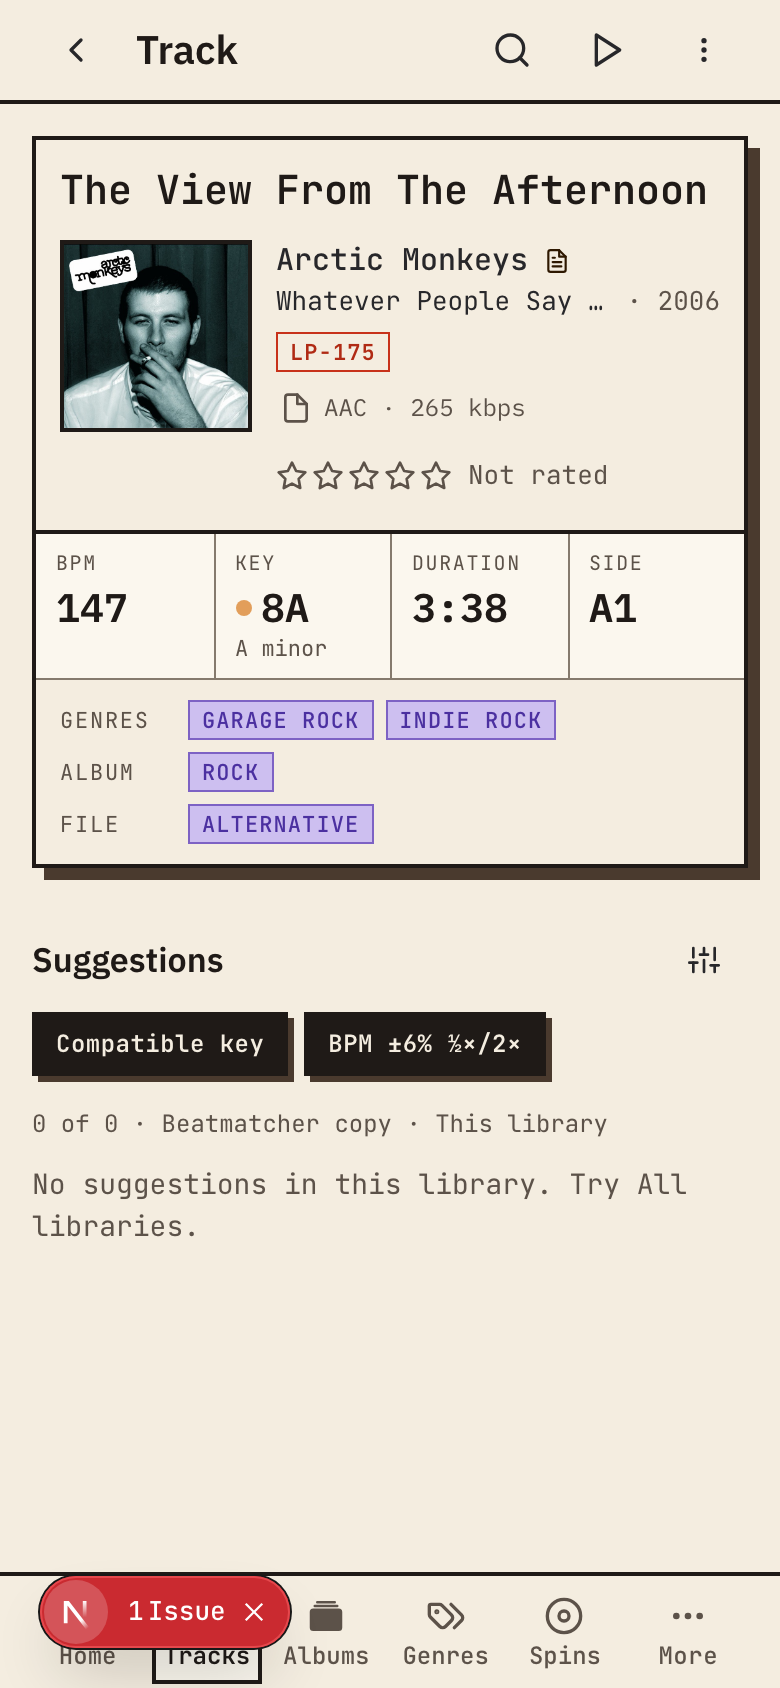 Track
The View From The Afternoon
arctic monkeys
Arctic Monkeys
Whatever People Say … · 2006
LP-175
AAC · 265 kbps
Not rated
BPM
147
KEY
8A
A minor
DURATION
3:38
SIDE
A1
GENRES GARAGE ROCK INDIE ROCK
ALBUM ROCK
FILE ALTERNATIVE
Suggestions
Compatible key BPM ±6% ½×/2×
0 of 0 · Beatmatcher copy · This library
No suggestions in this library. Try All
libraries.
N 1 Issue
Home Tracks Albums Genres Spins More